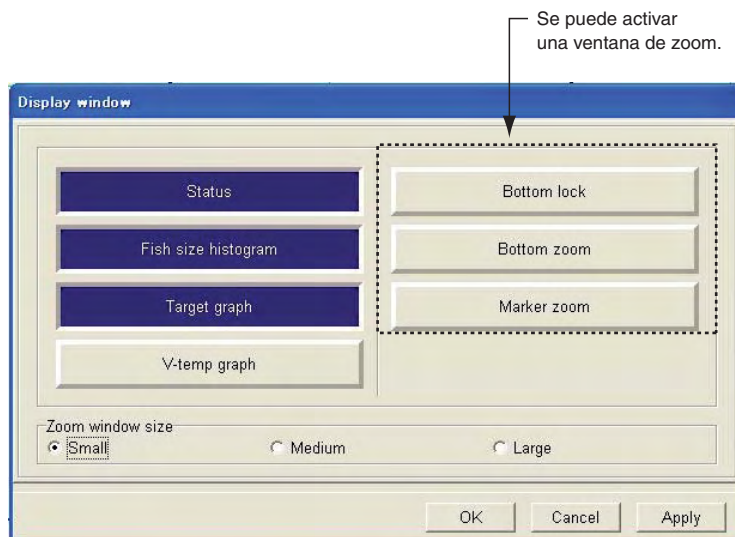 Se puede activar
una ventana de zoom.
Display window
Status
Bottom lock
Fish size histogram
Bottom zoom
Target graph
Marker zoom
V-temp graph
Zoom window size
Small Medium Large
OK Cancel Apply